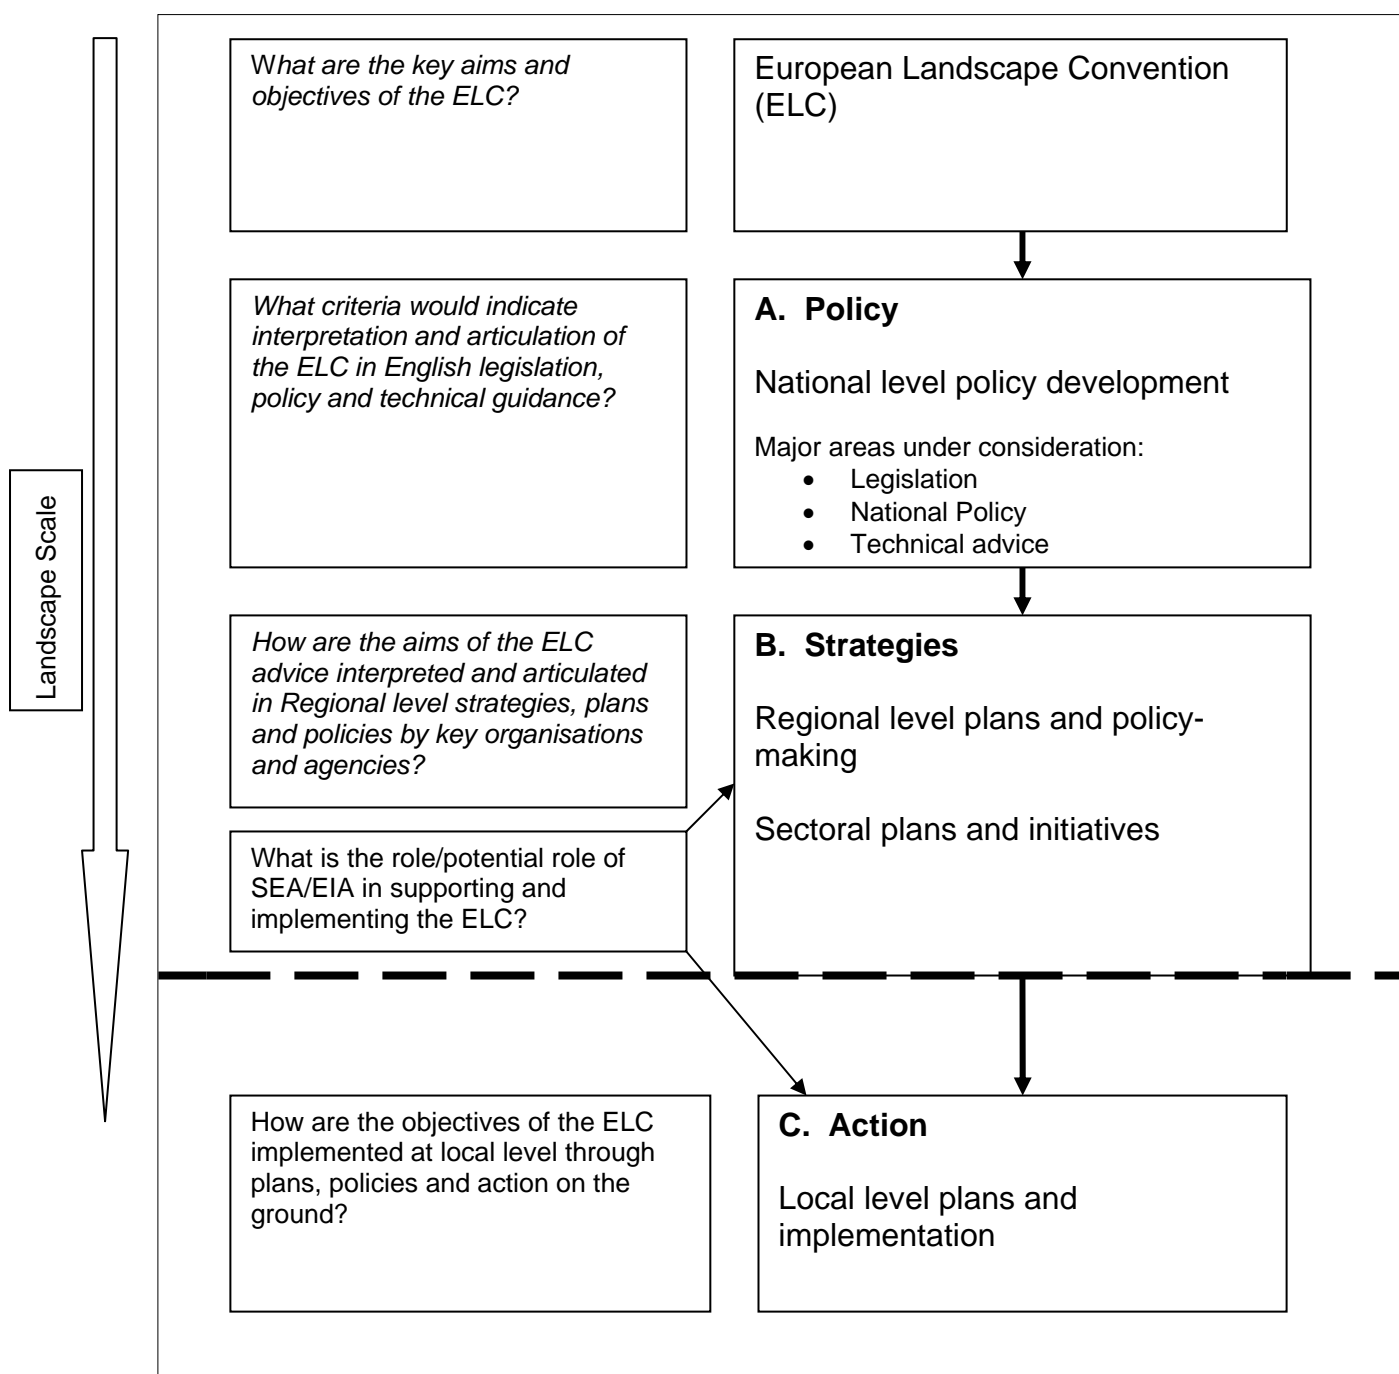 What are the key aims and
objectives of the ELC?
European Landscape Convention
(ELC)
What criteria would indicate
interpretation and articulation of
the ELC in English legislation,
policy and technical guidance?
A. Policy
National level policy development
Major areas under consideration:
• Legislation
• National Policy
• Technical advice
Landscape Scale
How are the aims of the ELC
advice interpreted and articulated
in Regional level strategies, plans
and policies by key organisations
and agencies?
B. Strategies
Regional level plans and policy-
making
Sectoral plans and initiatives
What is the role/potential role of
SEA/EIA in supporting and
implementing the ELC?
How are the objectives of the ELC
implemented at local level through
plans, policies and action on the
ground?
C. Action
Local level plans and
implementation